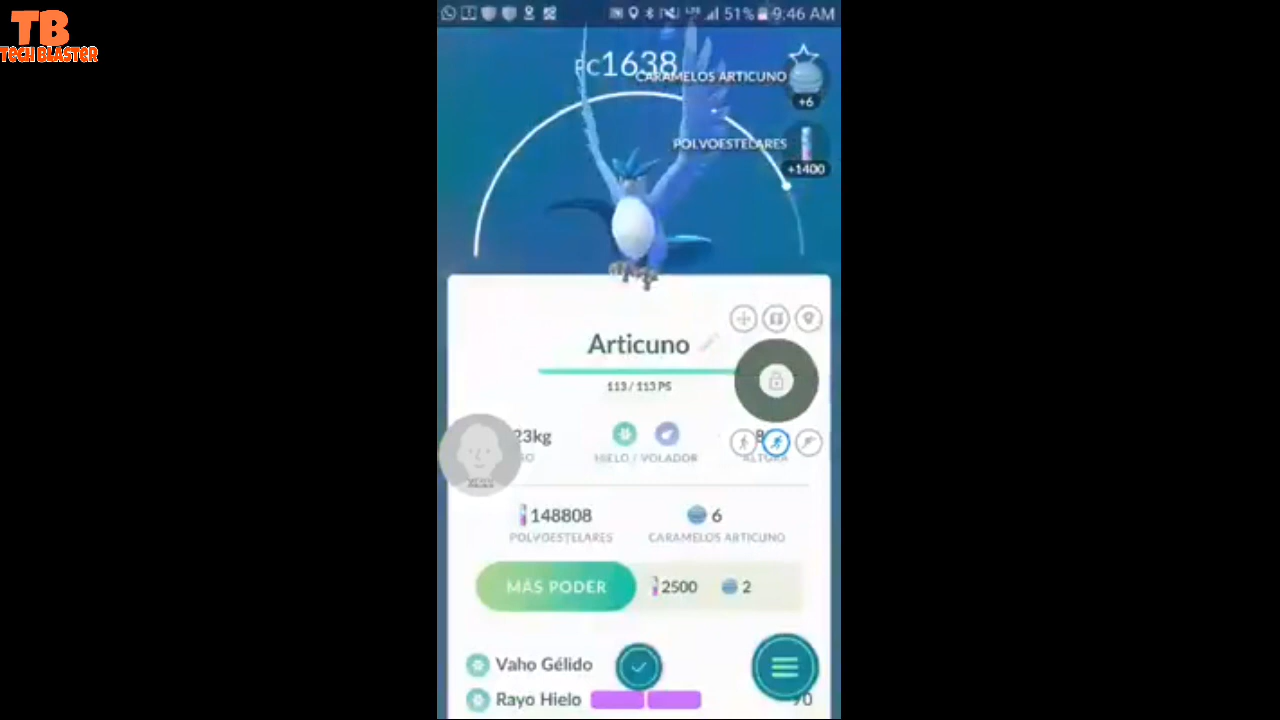 TB
TECH BLASTER
51% 9:46 AM
PC1638
CARAMELOS ARTICUNO
+6
POLVOESTELARES
+1400
Articuno
113 / 113 PS
23kg
HIELO / VOLADOR
ALTURA
148808
6
POLVOESTELARES
CARAMELOS ARTICUNO
MÁS PODER
2500
2
Vaho Gélido
Rayo Hielo
90